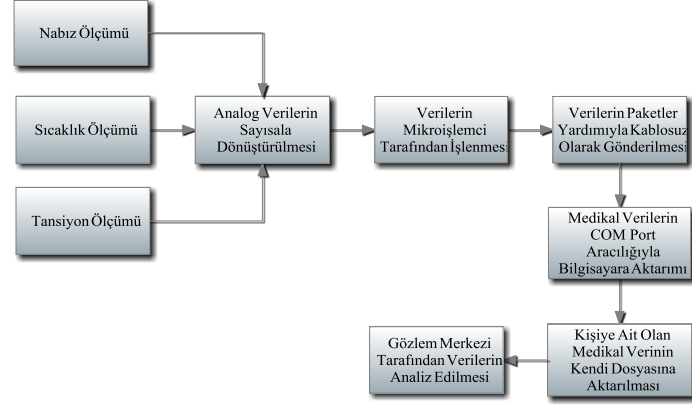 Nabız Ölçümü
Sıcaklık Ölçümü
Tansiyon Ölçümü
Analog Verilerin
Sayısala
Dönüştürülmesi
Verilerin
Mikroişlemci
Tarafından İşlenmesi
Verilerin Paketler
Yardımıyla Kablosuz
Olarak Gönderilmesi
Medikal Verilerin
COM Port
Aracılığıyla
Bilgisayara Aktarımı
Kişiye Ait Olan
Medikal Verinin
Kendi Dosyasına
Aktarılması
Gözlem Merkezi
Tarafından Verilerin
Analiz Edilmesi